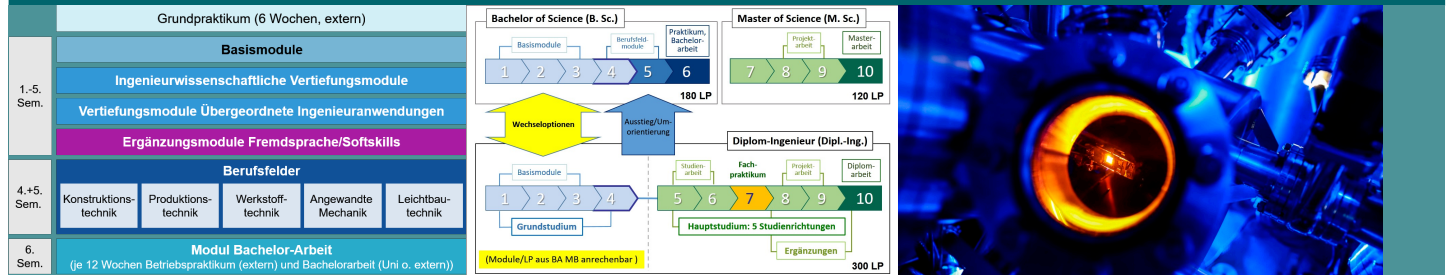 Grundpraktikum (6 Wochen, extern)
1.-5.
Sem.
Basismodule
Ingenieurwissenschaftliche Vertiefungsmodule
Vertiefungsmodule Übergeordnete Ingenieuranwendungen
Ergänzungsmodule Fremdsprache/Softskills
4.+5.
Sem.
Berufsfelder
Konstruktions-
technik
Produktions-
technik
Werkstoff-
technik
Angewandte
Mechanik
Leichtbau-
technik
6.
Sem.
Modul Bachelor-Arbeit
(je 12 Wochen Betriebspraktikum (extern) und Bachelorarbeit (Uni o. extern))
Bachelor of Science (B. Sc.)
Basismodule
Berufsfeld-
module
Praktikum,
Bachelor-
arbeit
1 2 3 4 5 6
180 LP
Master of Science (M. Sc.)
Projekt-
arbeit
Master-
arbeit
7 8 9 10
120 LP
Wechseloptionen
Ausstieg/Um-
orientierung
Diplom-Ingenieur (Dipl.-Ing.)
Basismodule
Studien-
arbeit
Fach-
praktikum
Projekt-
arbeit
Diplom-
arbeit
1 2 3 4 5 6 7 8 9 10
Grundstudium
Hauptstudium: 5 Studienrichtungen
Ergänzungen
(Module/LP aus BA MB anrechenbar )
300 LP